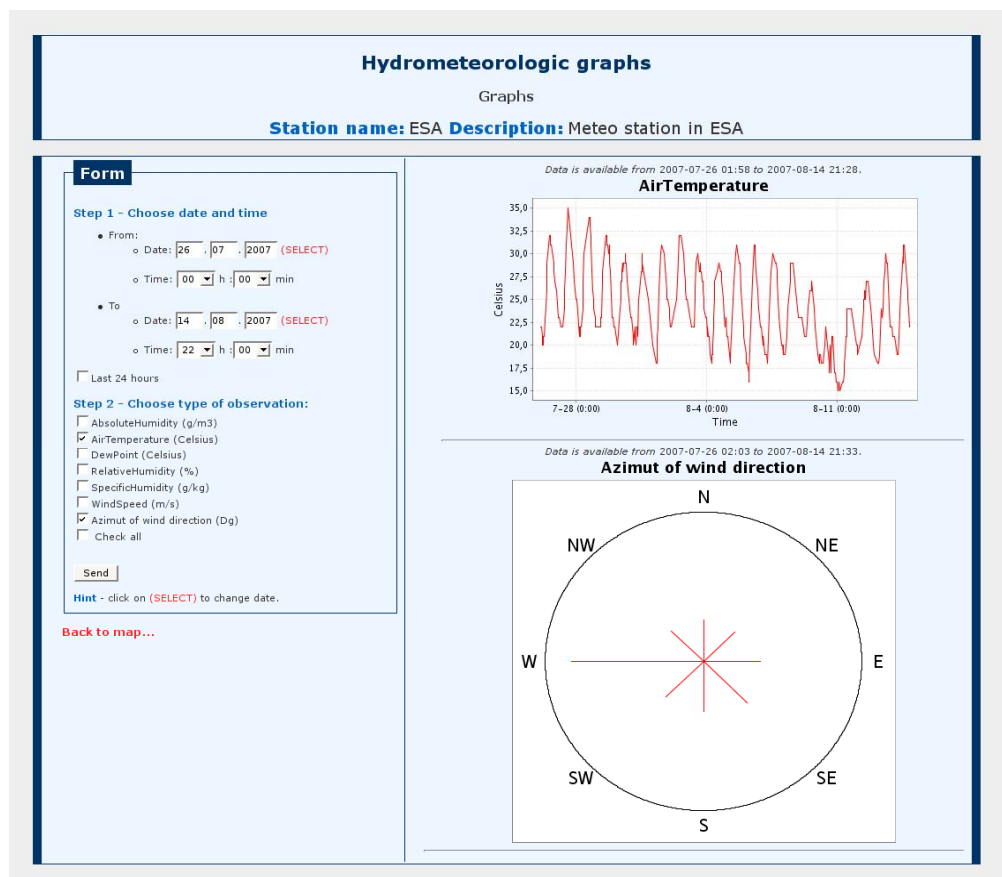 Hydrometeorologic graphs
Graphs
Station name: ESA Description: Meteo station in ESA
Form
Step 1 - Choose date and time
From:
Date: 26 . 07 . 2007 (SELECT)
Time: 00 h : 00 min
To
Date: 14 . 08 . 2007 (SELECT)
Time: 22 h : 00 min
Last 24 hours
Step 2 - Choose type of observation:
AbsoluteHumidity (g/m3)
AirTemperature (Celsius)
DewPoint (Celsius)
RelativeHumidity (%)
SpecificHumidity (g/kg)
WindSpeed (m/s)
Azimut of wind direction (Dg)
Check all
Send
Hint - click on (SELECT) to change date.
Back to map...
Data is available from 2007-07-26 01:58 to 2007-08-14 21:28.
AirTemperature
35,0
32,5
30,0
27,5
25,0
22,5
20,0
17,5
15,0
Celsius
7-28 (0:00) 8-4 (0:00) 8-11 (0:00)
Time
Data is available from 2007-07-26 02:03 to 2007-08-14 21:33.
Azimut of wind direction
N
NW NE
W E
SW SE
S